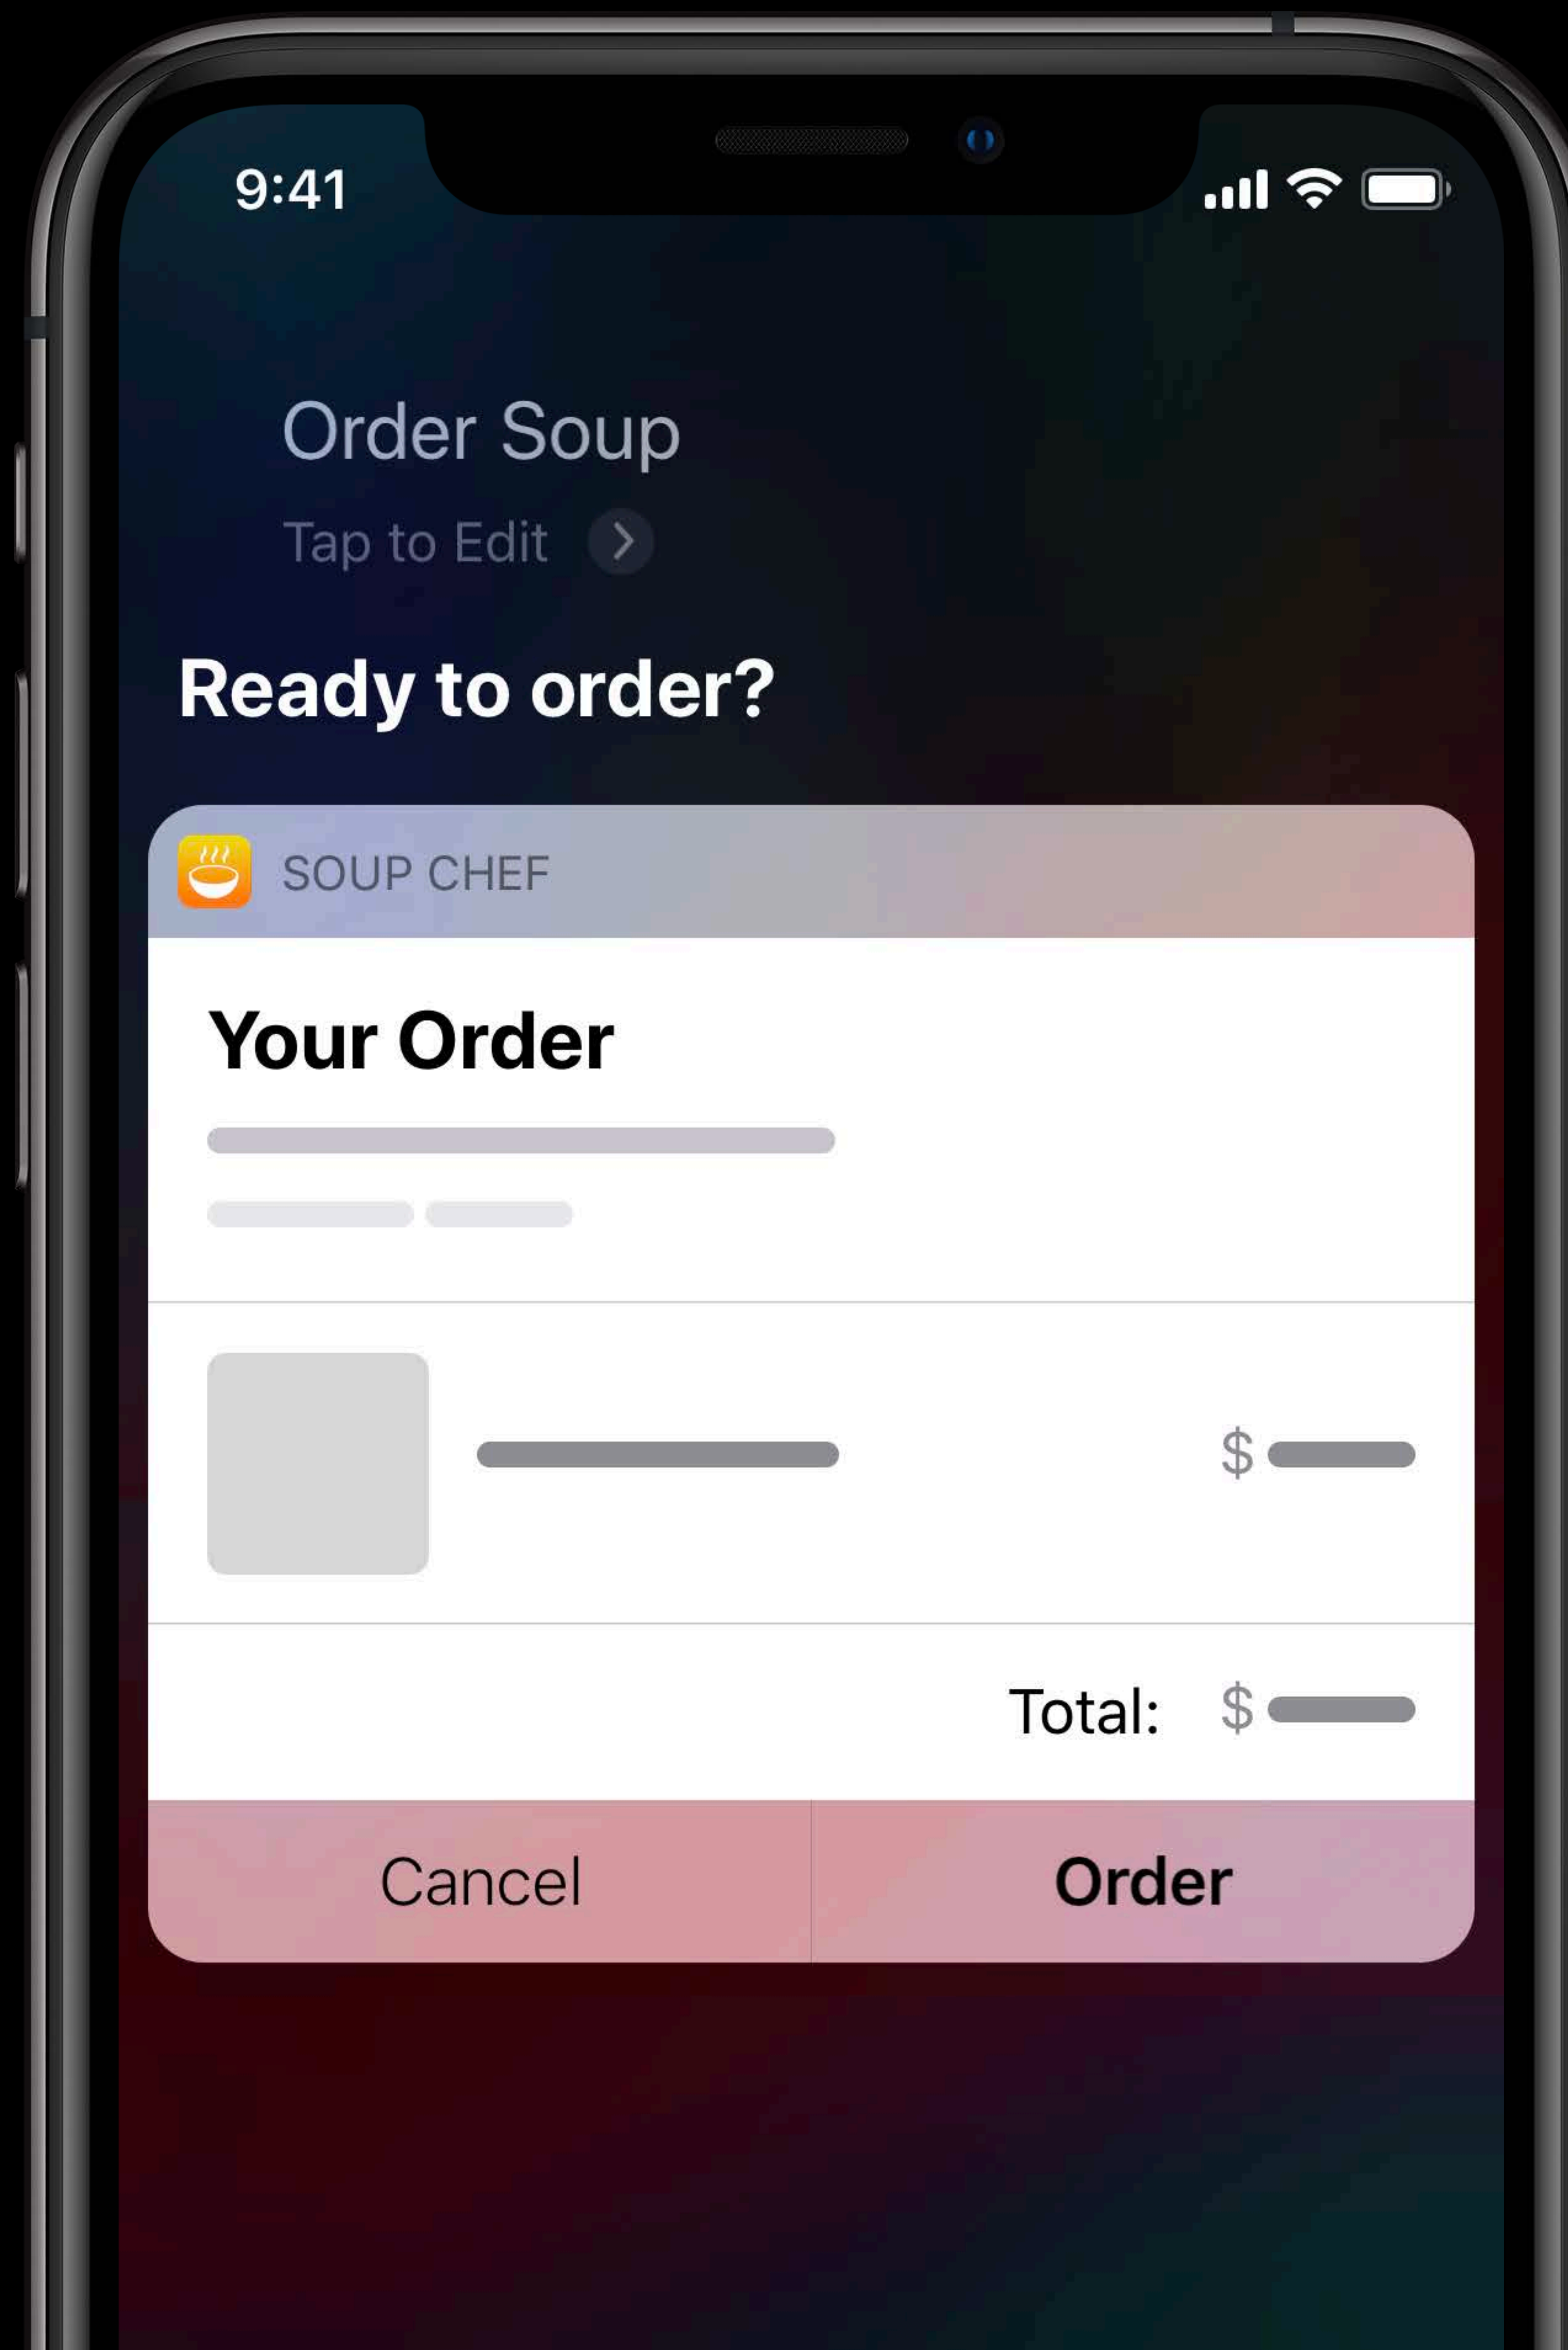 9:41
Order Soup
Tap to Edit
Ready to order?
SOUP CHEF
Your Order
$
Total: $
Cancel
Order